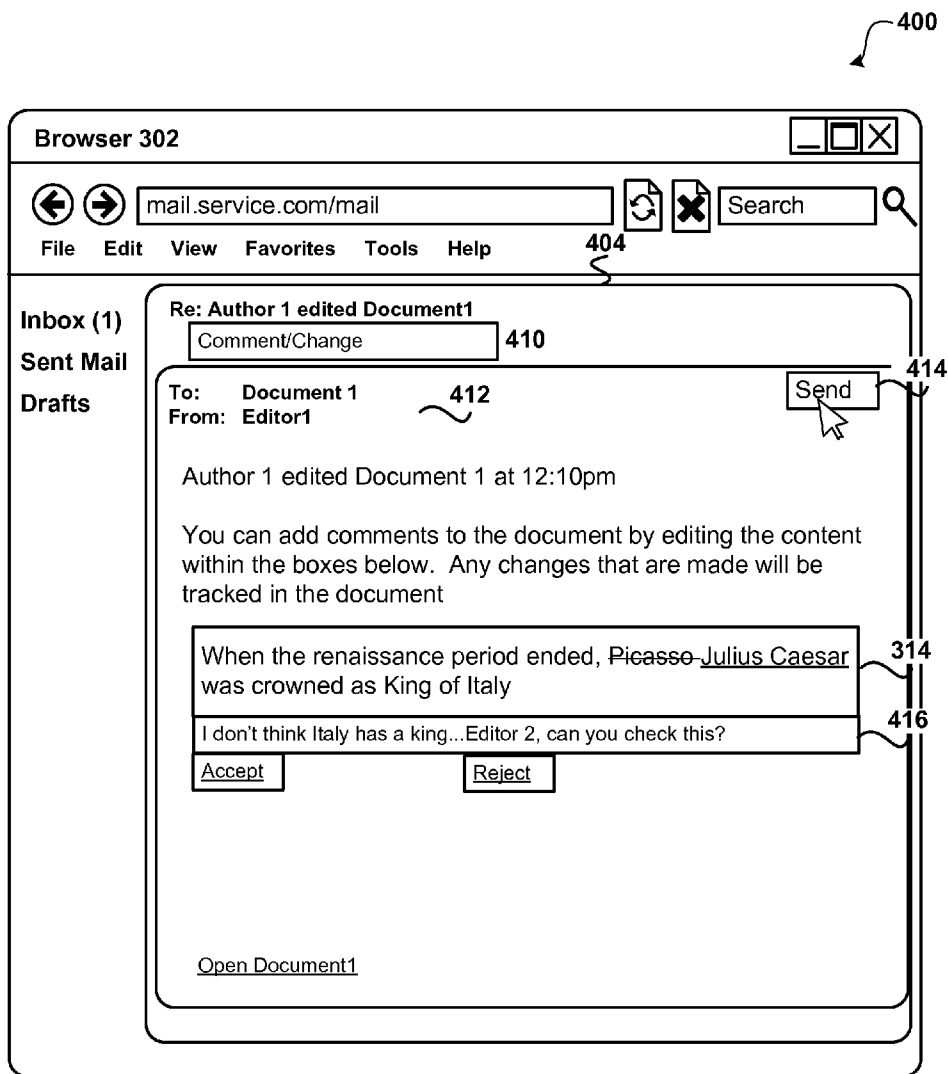 400
Browser 302
mail.service.com/mail
Search
File Edit View Favorites Tools Help
404
Inbox (1)
Sent Mail
Drafts
Re: Author 1 edited Document1
Comment/Change
410
To: Document 1
From: Editor1
412
Send
414
Author 1 edited Document 1 at 12:10pm
You can add comments to the document by editing the content
within the boxes below. Any changes that are made will be
tracked in the document
When the renaissance period ended, Picasso Julius Caesar
was crowned as King of Italy
314
I don't think Italy has a king...Editor 2, can you check this?
416
Accept
Reject
Open Document1